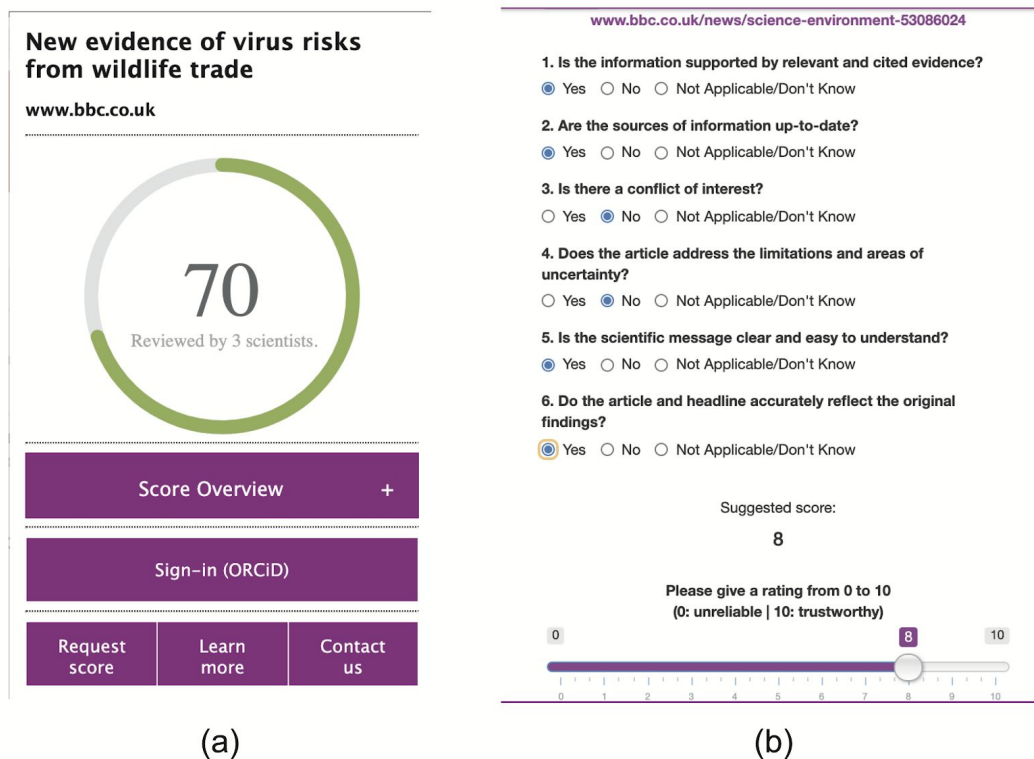 New evidence of virus risks
from wildlife trade
www.bbc.co.uk
70
Reviewed by 3 scientists.
Score Overview +
Sign-in (ORCiD)
Request
score
Learn
more
Contact
us
(a)
www.bbc.co.uk/news/science-environment-53086024
1. Is the information supported by relevant and cited evidence?
Yes No Not Applicable/Don't Know
2. Are the sources of information up-to-date?
Yes No Not Applicable/Don't Know
3. Is there a conflict of interest?
Yes No Not Applicable/Don't Know
4. Does the article address the limitations and areas of
uncertainty?
Yes No Not Applicable/Don't Know
5. Is the scientific message clear and easy to understand?
Yes No Not Applicable/Don't Know
6. Do the article and headline accurately reflect the original
findings?
Yes No Not Applicable/Don't Know
Suggested score:
8
Please give a rating from 0 to 10
(0: unreliable | 10: trustworthy)
0 8 10
0 1 2 3 4 5 6 7 8 9 10
(b)